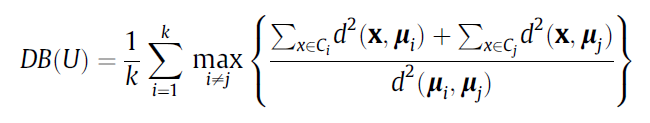 DB(U) = \frac{1}{k} \sum_{i=1}^{k} \max_{i \neq j} \left\{ \frac{\sum_{x \in C_i} d^2(\mathbf{x}, \boldsymbol{\mu}_i) + \sum_{x \in C_j} d^2(\mathbf{x}, \boldsymbol{\mu}_j)}{d^2(\boldsymbol{\mu}_i, \boldsymbol{\mu}_j)} \right\}